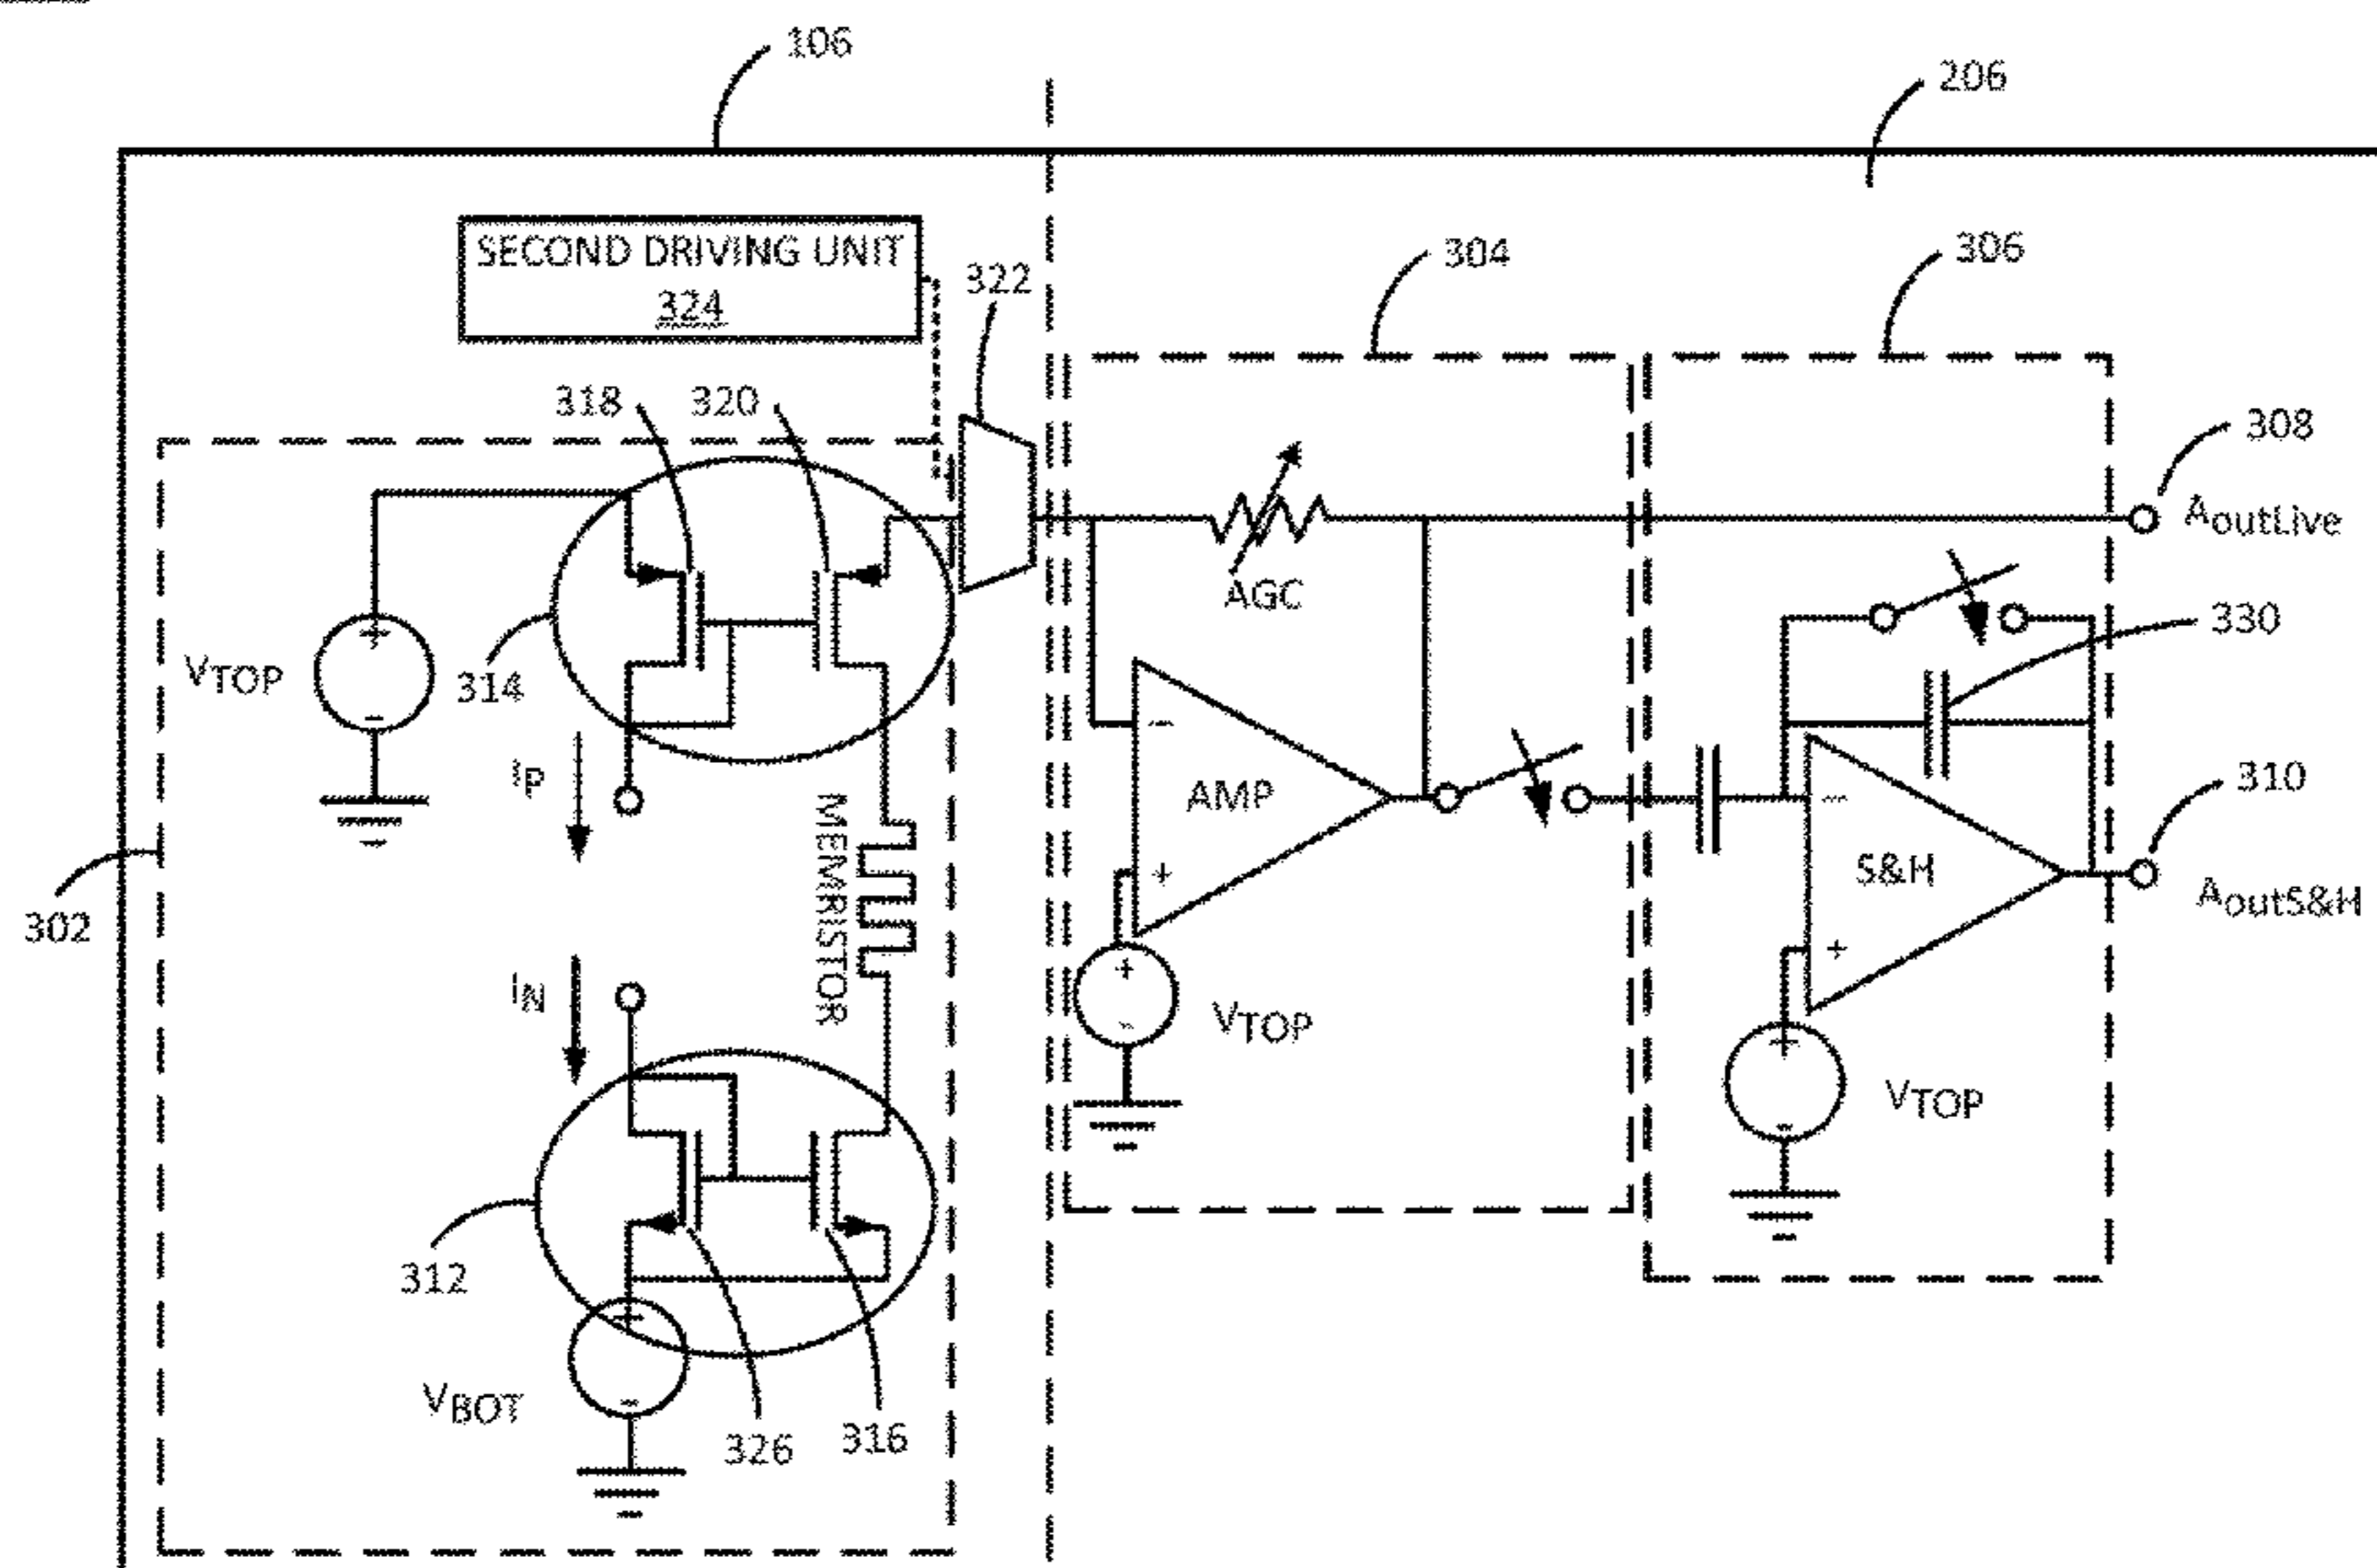 106
206
SECOND DRIVING UNIT
324
322
304
306
318
320
308
AoutLive
AGC
330
VTOP
314
+
-
IP
MEMRISTOR
-
AMP
+
-
S&H
+
310
AoutS&H
302
IN
+
-
VTOP
+
-
VTOP
312
+
-
VBOT
326
316